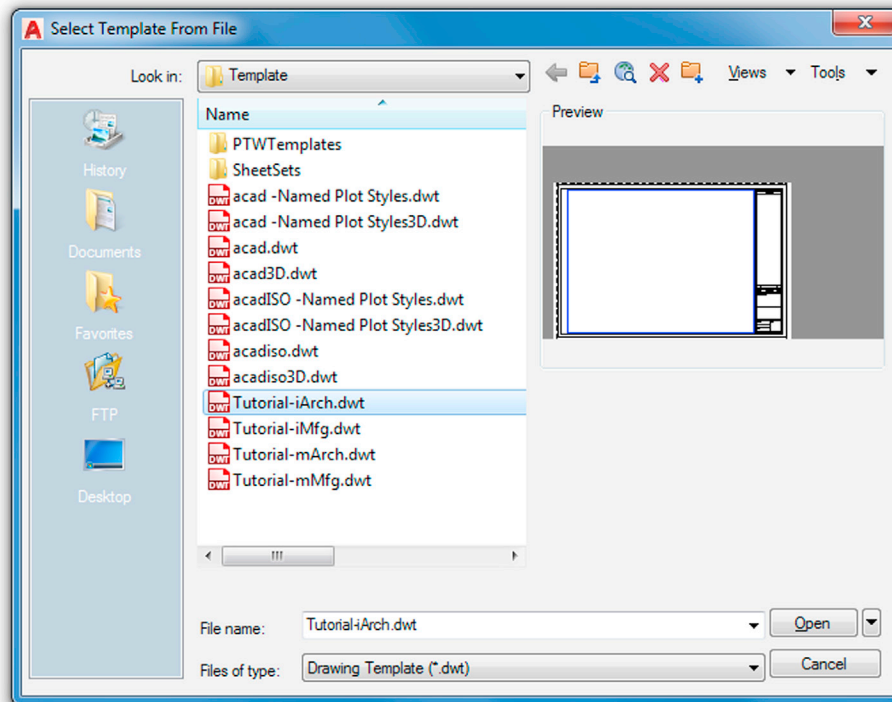 Select Template From File
Look in: Template Views Tools
History
Documents
Favorites
FTP
Desktop
Name
PTWTemplates
SheetSets
acad -Named Plot Styles.dwt
acad -Named Plot Styles3D.dwt
acad.dwt
acad3D.dwt
acadISO -Named Plot Styles.dwt
acadISO -Named Plot Styles3D.dwt
acadiso.dwt
acadiso3D.dwt
Tutorial-iArch.dwt
Tutorial-iMfg.dwt
Tutorial-mArch.dwt
Tutorial-mMfg.dwt
Preview
File name: Tutorial-iArch.dwt Open
Files of type: Drawing Template (*.dwt) Cancel